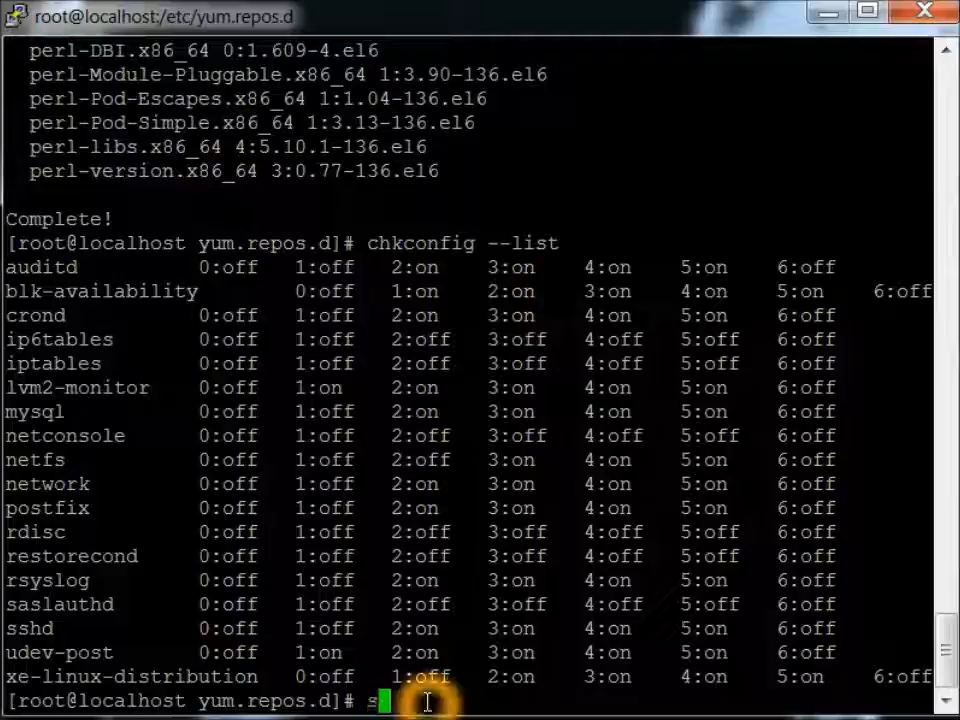 root@localhost:/etc/yum.repos.d
perl-DBI.x86_64 0:1.609-4.el6
perl-Module-Pluggable.x86_64 1:3.90-136.el6
perl-Pod-Escapes.x86_64 1:1.04-136.el6
perl-Pod-Simple.x86_64 1:3.13-136.el6
perl-libs.x86_64 4:5.10.1-136.el6
perl-version.x86_64 3:0.77-136.el6
Complete!
[root@localhost yum.repos.d]# chkconfig --list
auditd 0:off 1:off 2:on 3:on 4:on 5:on 6:off
blk-availability 0:off 1:on 2:on 3:on 4:on 5:on 6:off
crond 0:off 1:off 2:on 3:on 4:on 5:on 6:off
ip6tables 0:off 1:off 2:off 3:off 4:off 5:off 6:off
iptables 0:off 1:off 2:off 3:off 4:off 5:off 6:off
lvm2-monitor 0:off 1:on 2:on 3:on 4:on 5:on 6:off
mysql 0:off 1:off 2:on 3:on 4:on 5:on 6:off
netconsole 0:off 1:off 2:off 3:off 4:off 5:off 6:off
netfs 0:off 1:off 2:off 3:on 4:on 5:on 6:off
network 0:off 1:off 2:on 3:on 4:on 5:on 6:off
postfix 0:off 1:off 2:on 3:on 4:on 5:on 6:off
rdisc 0:off 1:off 2:off 3:off 4:off 5:off 6:off
restorecond 0:off 1:off 2:off 3:off 4:off 5:off 6:off
rsyslog 0:off 1:off 2:on 3:on 4:on 5:on 6:off
saslauthd 0:off 1:off 2:off 3:off 4:off 5:off 6:off
sshd 0:off 1:off 2:on 3:on 4:on 5:on 6:off
udev-post 0:off 1:on 2:on 3:on 4:on 5:on 6:off
xe-linux-distribution 0:off 1:off 2:on 3:on 4:on 5:on 6:off
[root@localhost yum.repos.d]# s